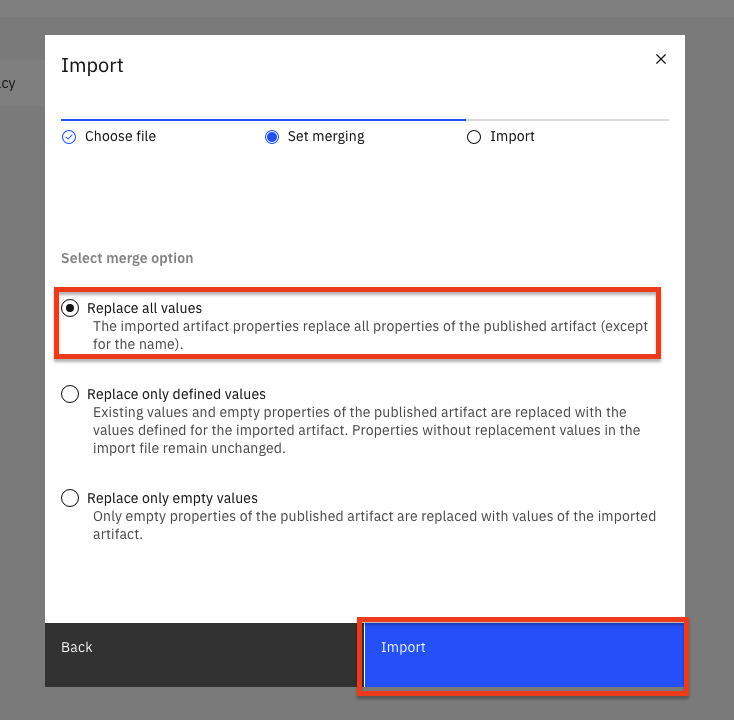 Import
cy
Choose file
Set merging
Import
Select merge option
Replace all values
The imported artifact properties replace all properties of the published artifact (except
for the name).
Replace only defined values
Existing values and empty properties of the published artifact are replaced with the
values defined for the imported artifact. Properties without replacement values in the
import file remain unchanged.
Replace only empty values
Only empty properties of the published artifact are replaced with values of the imported
artifact.
Back
Import